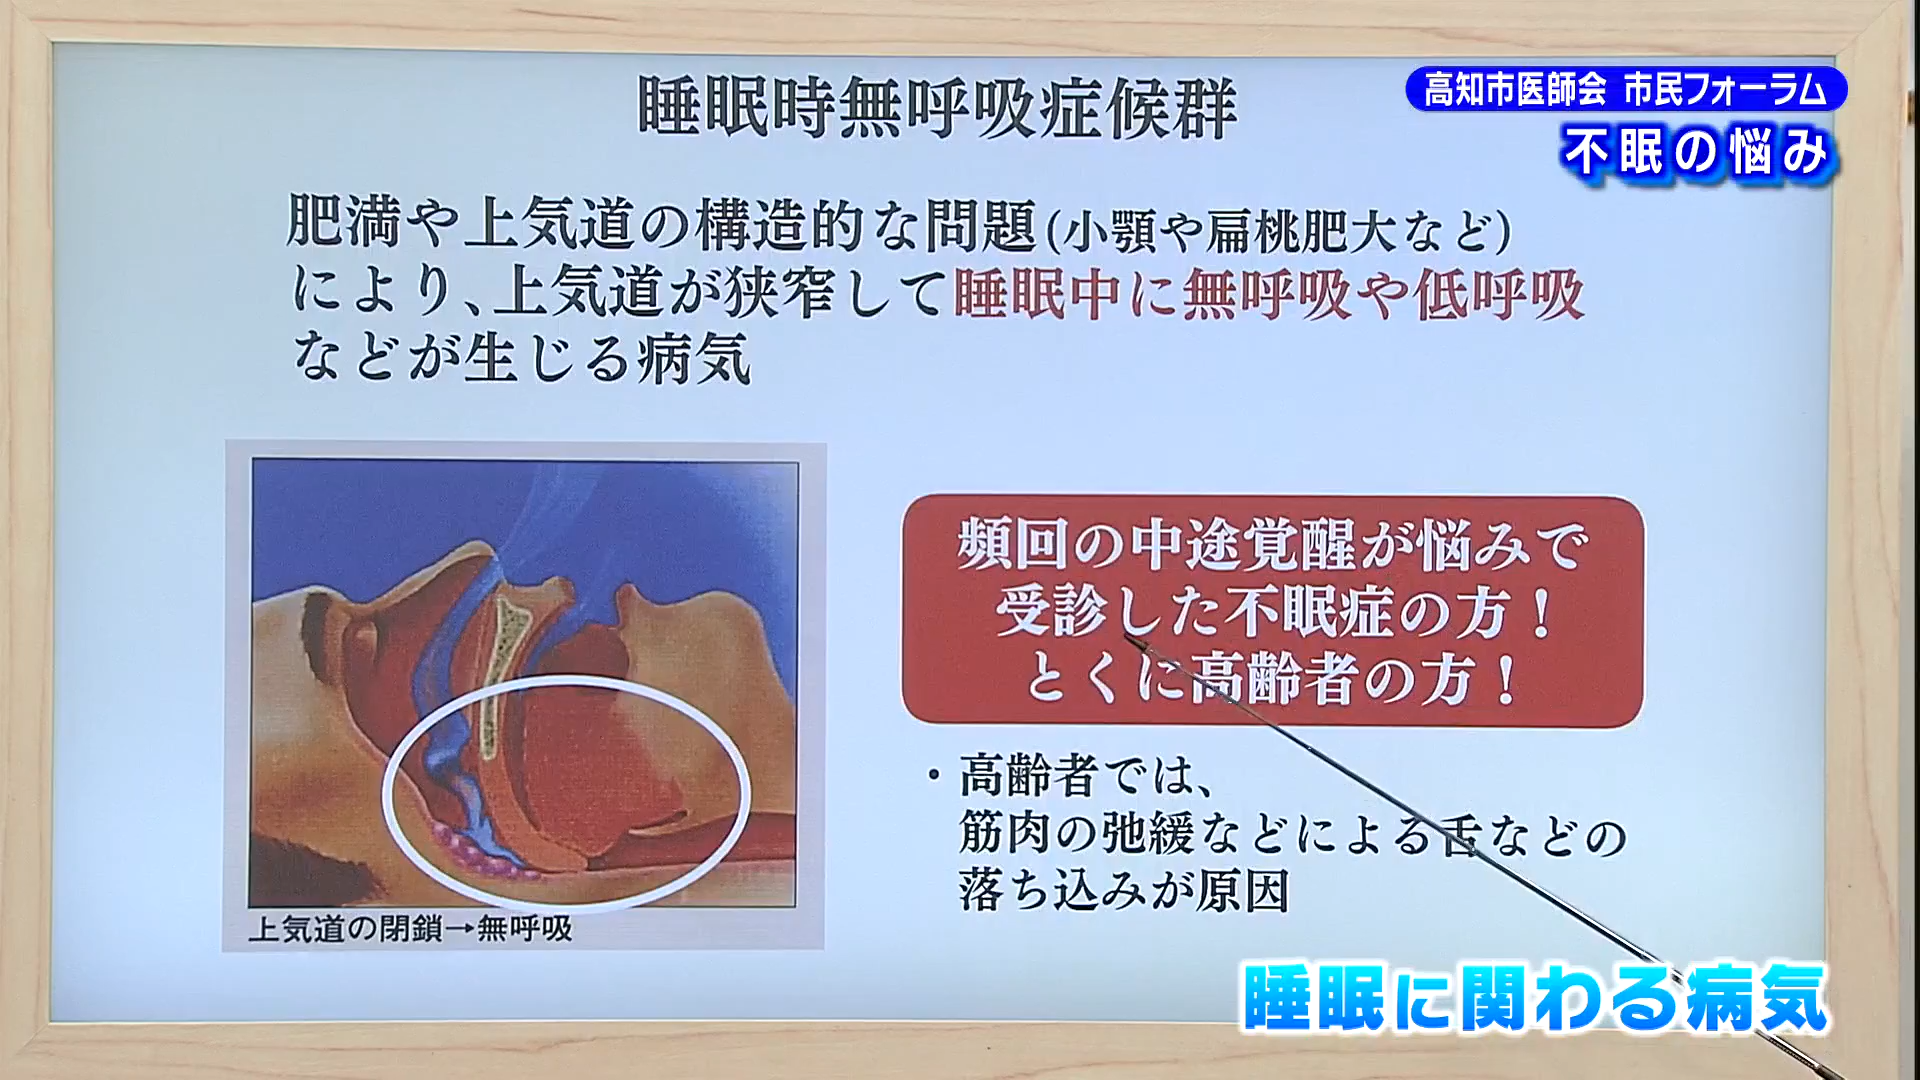 睡眠時無呼吸症候群
高知市医師会 市民フォーラム
不眠の悩み
肥満や上気道の構造的な問題(小顎や扁桃肥大など)
により、上気道が狭窄して睡眠中に無呼吸や低呼吸
などが生じる病気
頻回の中途覚醒が悩みで
受診した不眠症の方！
とくに高齢者の方！
・高齢者では、
筋肉の弛緩などによる舌などの
落ち込みが原因
上気道の閉鎖→無呼吸
睡眠に関わる病気